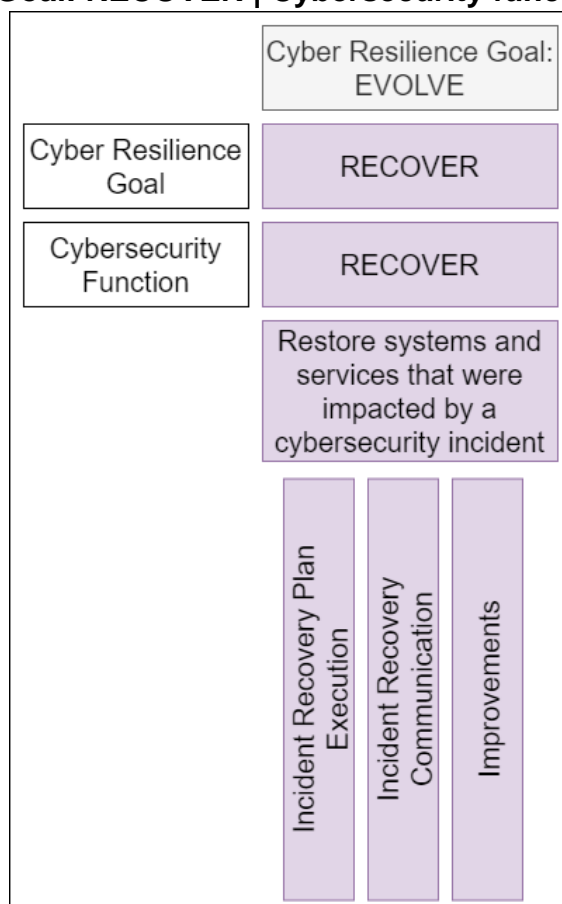 Cyber Resilience Goal:
EVOLVE
Cyber Resilience
Goal
RECOVER
Cybersecurity
Function
RECOVER
Restore systems and
services that were
impacted by a
cybersecurity incident
Incident Recovery Plan
Execution
Incident Recovery
Communication
Improvements